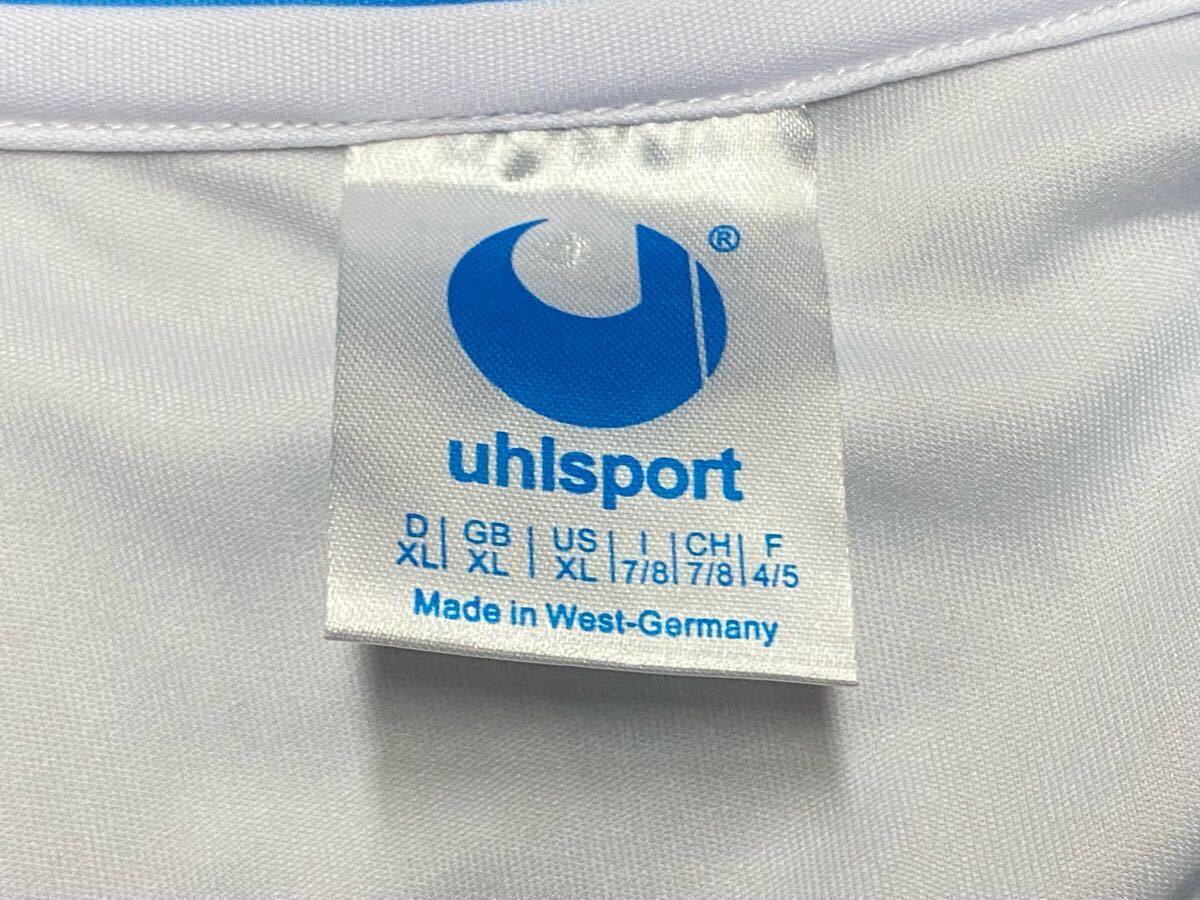 ®
uhlsport
D | GB | US | I | CH | F
XL | XL | XL | 7/8 | 7/8 | 4/5
Made in West-Germany